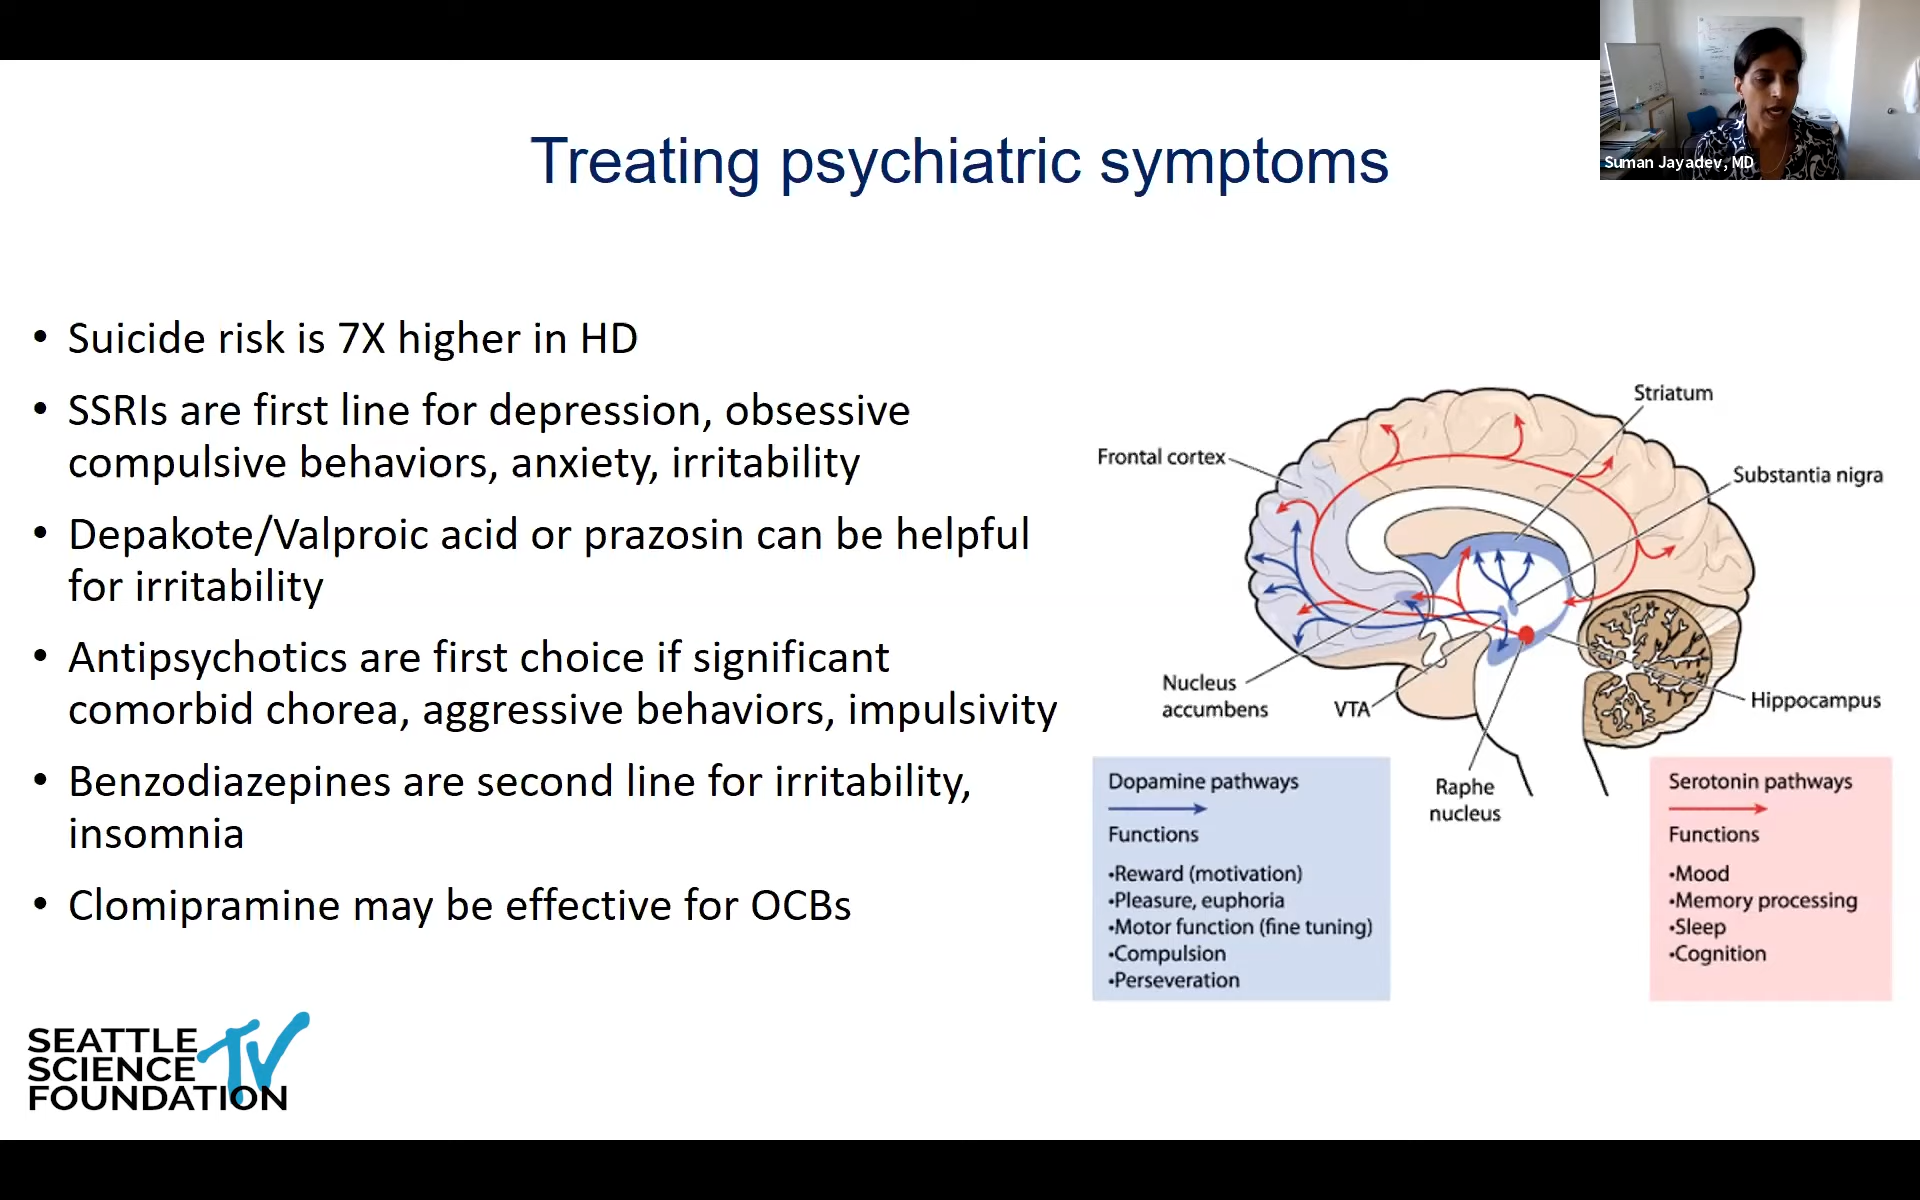 Suman Jayadev, MD
Treating psychiatric symptoms
• Suicide risk is 7X higher in HD
• SSRIs are first line for depression, obsessive
compulsive behaviors, anxiety, irritability
• Depakote/Valproic acid or prazosin can be helpful
for irritability
• Antipsychotics are first choice if significant
comorbid chorea, aggressive behaviors, impulsivity
• Benzodiazepines are second line for irritability,
insomnia
• Clomipramine may be effective for OCBs
Striatum
Frontal cortex
Substantia nigra
Nucleus
accumbens
VTA
Hippocampus
Raphe
nucleus
Dopamine pathways
Functions
•Reward (motivation)
•Pleasure, euphoria
•Motor function (fine tuning)
•Compulsion
•Perseveration
Serotonin pathways
Functions
•Mood
•Memory processing
•Sleep
•Cognition
SEATTLE
SCIENCE
FOUNDATION
TV